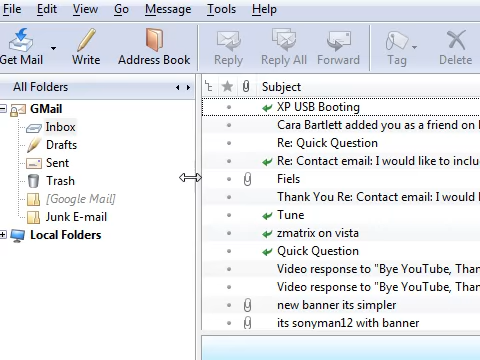 File Edit View Go Message Tools Help
Get Mail Write Address Book Reply Reply All Forward Tag Delete
All Folders
Subject
GMail
Inbox
Drafts
Sent
Trash
[Google Mail]
Junk E-mail
Local Folders
XP USB Booting
Cara Bartlett added you as a friend on
Re: Quick Question
Re: Contact email: I would like to inclu
Fiels
Thank You Re: Contact email: I would l
Tune
zmatrix on vista
Quick Question
Video response to "Bye YouTube, Than
Video response to "Bye YouTube, Than
new banner its simpler
its sonyman12 with banner